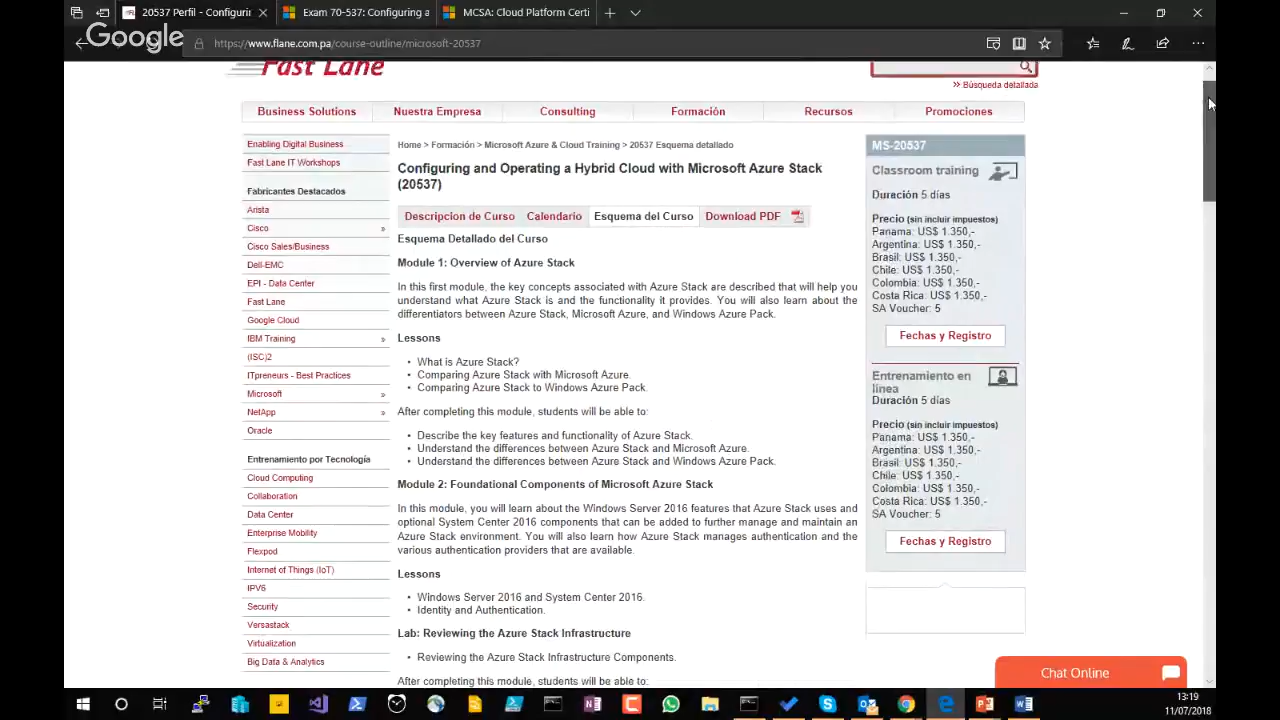 20537 Perfil - Configurin
Exam 70-537: Configuring a
MCSA: Cloud Platform Certi
Google
https://www.flane.com.pa/course-outline/microsoft-20537
Fast Lane
>> Búsqueda detallada
Business Solutions
Nuestra Empresa
Consulting
Formación
Recursos
Promociones
Enabling Digital Business
Fast Lane IT Workshops
Fabricantes Destacados
Arista
Cisco »
Cisco Sales/Business
Dell-EMC
EPI - Data Center
Fast Lane
Google Cloud
IBM Training »
(ISC)2
ITpreneurs - Best Practices
Microsoft »
NetApp »
Oracle
Entrenamiento por Tecnología
Cloud Computing
Collaboration
Data Center
Enterprise Mobility
Flexpod
Internet of Things (IoT)
IPV6
Security
Versastack
Virtualization
Big Data & Analytics
Home > Formación > Microsoft Azure & Cloud Training > 20537 Esquema detallado
Configuring and Operating a Hybrid Cloud with Microsoft Azure Stack
(20537)
Descripcion de Curso
Calendario
Esquema del Curso
Download PDF
Esquema Detallado del Curso
Module 1: Overview of Azure Stack
In this first module, the key concepts associated with Azure Stack are described that will help you
understand what Azure Stack is and the functionality it provides. You will also learn about the
differentiators between Azure Stack, Microsoft Azure, and Windows Azure Pack.
Lessons
• What is Azure Stack?
• Comparing Azure Stack with Microsoft Azure.
• Comparing Azure Stack to Windows Azure Pack.
After completing this module, students will be able to:
• Describe the key features and functionality of Azure Stack.
• Understand the differences between Azure Stack and Microsoft Azure.
• Understand the differences between Azure Stack and Windows Azure Pack.
Module 2: Foundational Components of Microsoft Azure Stack
In this module, you will learn about the Windows Server 2016 features that Azure Stack uses and
optional System Center 2016 components that can be added to further manage and maintain an
Azure Stack environment. You will also learn how Azure Stack manages authentication and the
various authentication providers that are available.
Lessons
• Windows Server 2016 and System Center 2016.
• Identity and Authentication.
Lab: Reviewing the Azure Stack Infrastructure
• Reviewing the Azure Stack Infrastructure Components.
After completing this module, students will be able to:
MS-20537
Classroom training
Duración 5 días
Precio (sin incluir impuestos)
Panama: US$ 1.350,-
Argentina: US$ 1.350,-
Brasil: US$ 1.350,-
Chile: US$ 1.350,-
Colombia: US$ 1.350,-
Costa Rica: US$ 1.350,-
SA Voucher: 5
Fechas y Registro
Entrenamiento en
línea
Duración 5 días
Precio (sin incluir impuestos)
Panama: US$ 1.350,-
Argentina: US$ 1.350,-
Brasil: US$ 1.350,-
Chile: US$ 1.350,-
Colombia: US$ 1.350,-
Costa Rica: US$ 1.350,-
SA Voucher: 5
Fechas y Registro
Chat Online
13:19
11/07/2018